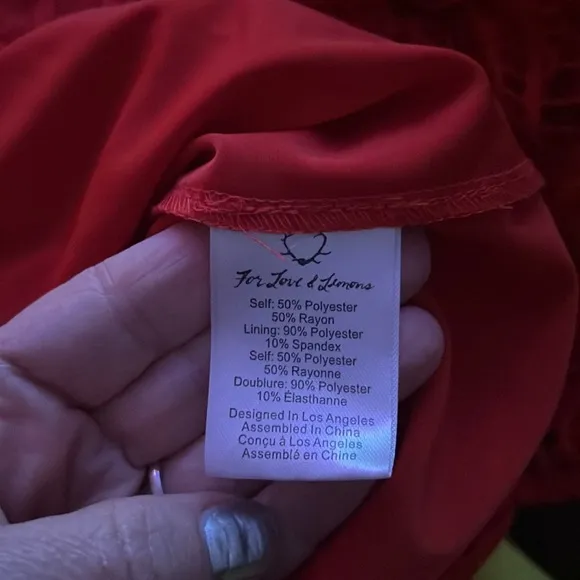 For Love & Lemons
Self: 50% Polyester
50% Rayon
Lining: 90% Polyester
10% Spandex
Self: 50% Polyester
50% Rayonne
Doublure: 90% Polyester
10% Élasthanne
Designed In Los Angeles
Assembled In China
Conçu à Los Angeles
Assemblé en Chine